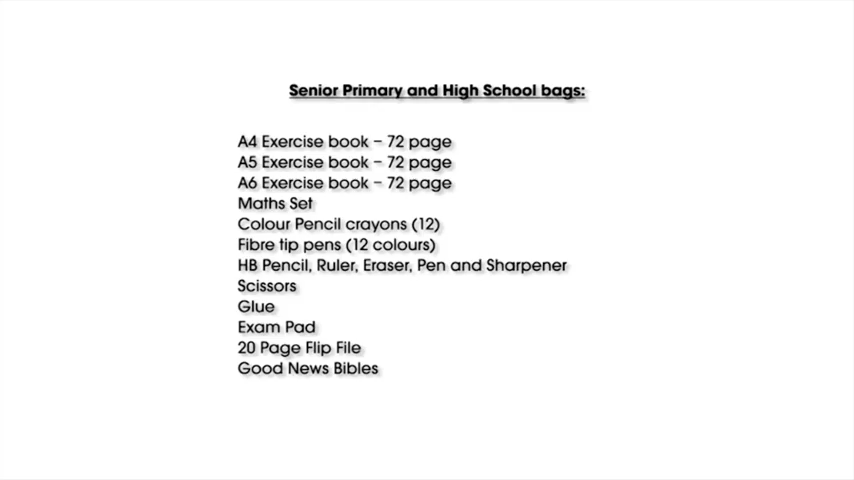 Senior Primary and High School bags:
A4 Exercise book – 72 page
A5 Exercise book – 72 page
A6 Exercise book – 72 page
Maths Set
Colour Pencil crayons (12)
Fibre tip pens (12 colours)
HB Pencil, Ruler, Eraser, Pen and Sharpener
Scissors
Glue
Exam Pad
20 Page Flip File
Good News Bibles